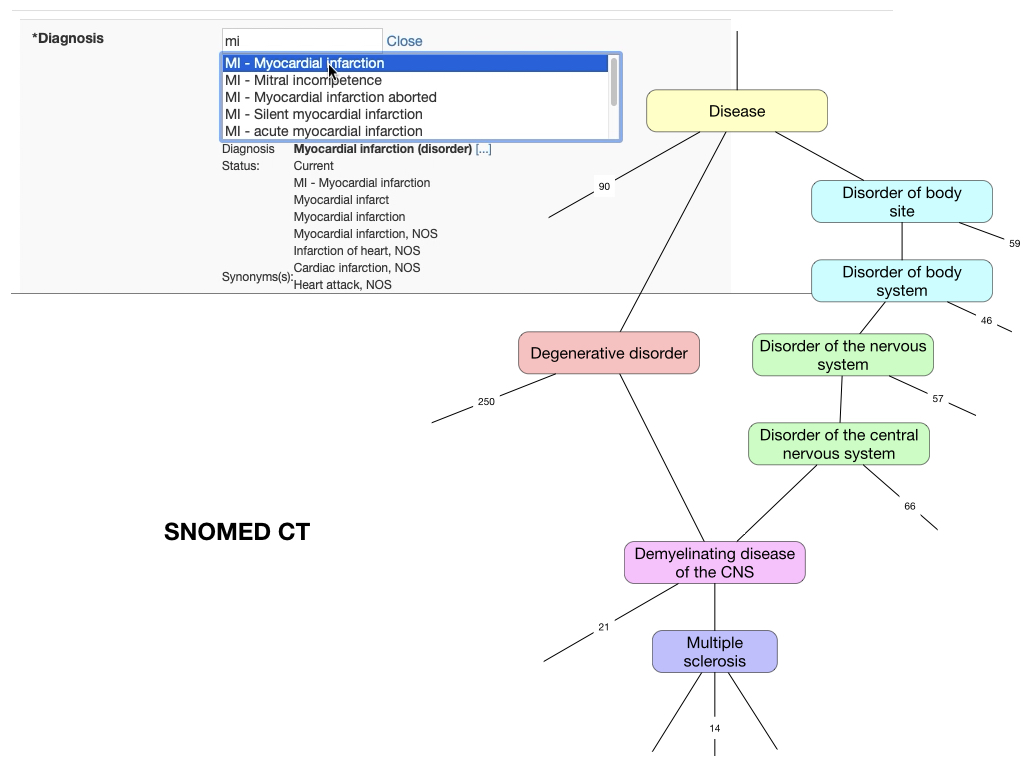 *Diagnosis
mi
Close
MI - Myocardial infarction
MI - Mitral incompetence
MI - Myocardial infarction aborted
MI - Silent myocardial infarction
MI - acute myocardial infarction
Diagnosis Myocardial infarction (disorder) [...]
Status: Current
MI - Myocardial infarction
Myocardial infarct
Myocardial infarction
Myocardial infarction, NOS
Infarction of heart, NOS
Cardiac infarction, NOS
Synonyms(s):
Heart attack, NOS
Disease
90
Disorder of body
site
59
Disorder of body
system
46
Degenerative disorder
250
Disorder of the nervous
system
57
Disorder of the central
nervous system
66
SNOMED CT
Demyelinating disease
of the CNS
21
Multiple
sclerosis
14